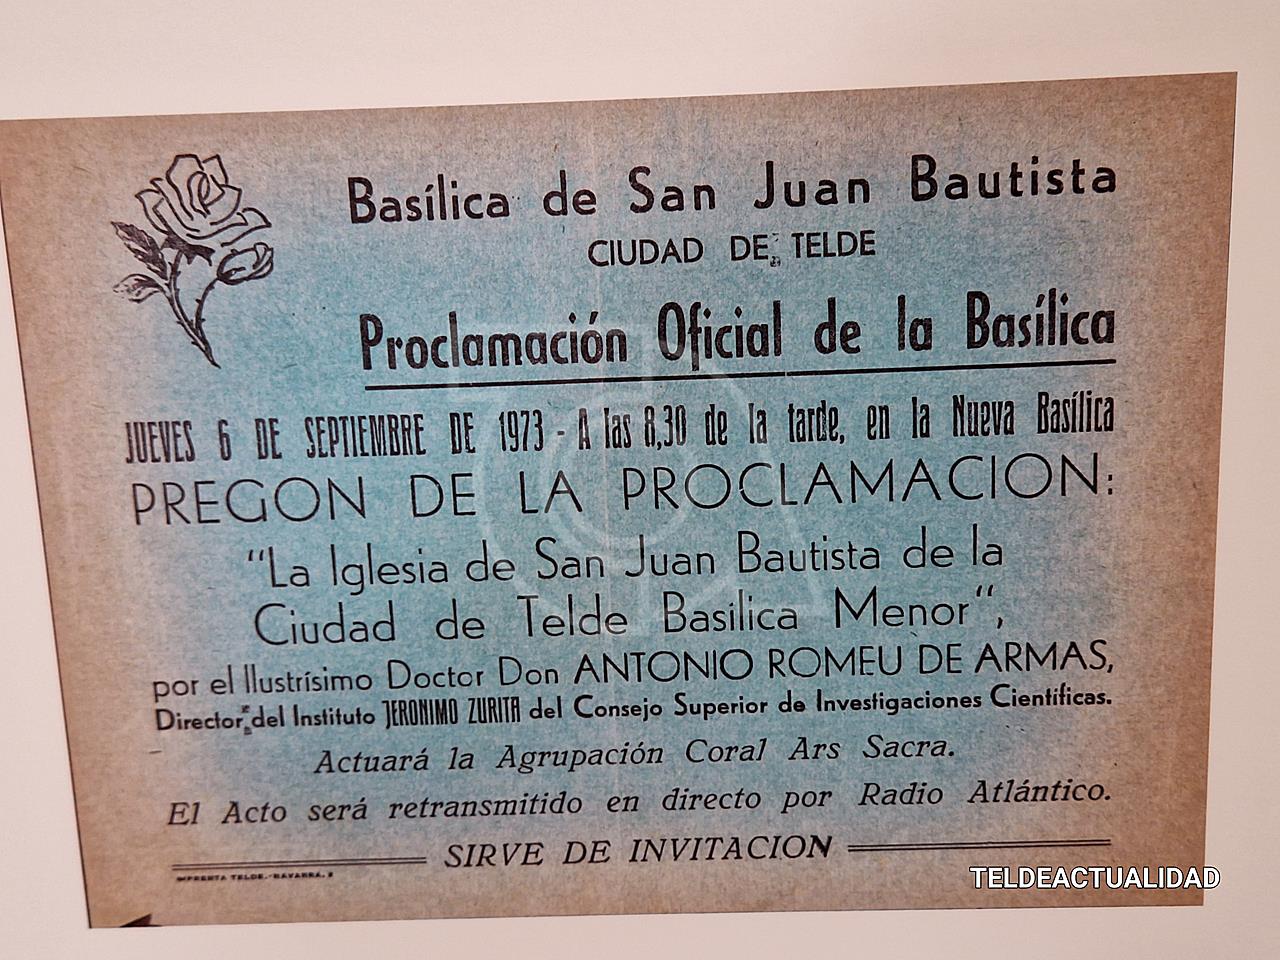 Basílica de San Juan Bautista
CIUDAD DE TELDE
Proclamación Oficial de la Basílica
JUEVES 6 DE SEPTIEMBRE DE 1973 - A las 8,30 de la tarde, en la Nueva Basílica
PREGON DE LA PROCLAMACION:
“La Iglesia de San Juan Bautista de la
Ciudad de Telde Basilica Menor“,
por el Ilustrísimo Doctor Don ANTONIO ROMEU DE ARMAS,
Director del Instituto JERONIMO ZURITA del Consejo Superior de Investigaciones Científicas.
Actuará la Agrupación Coral Ars Sacra.
El Acto será retransmitido en directo por Radio Atlántico.
SIRVE DE INVITACION
IMPRENTA TELDE.-NAVARRA, 2
TELDEACTUALIDAD